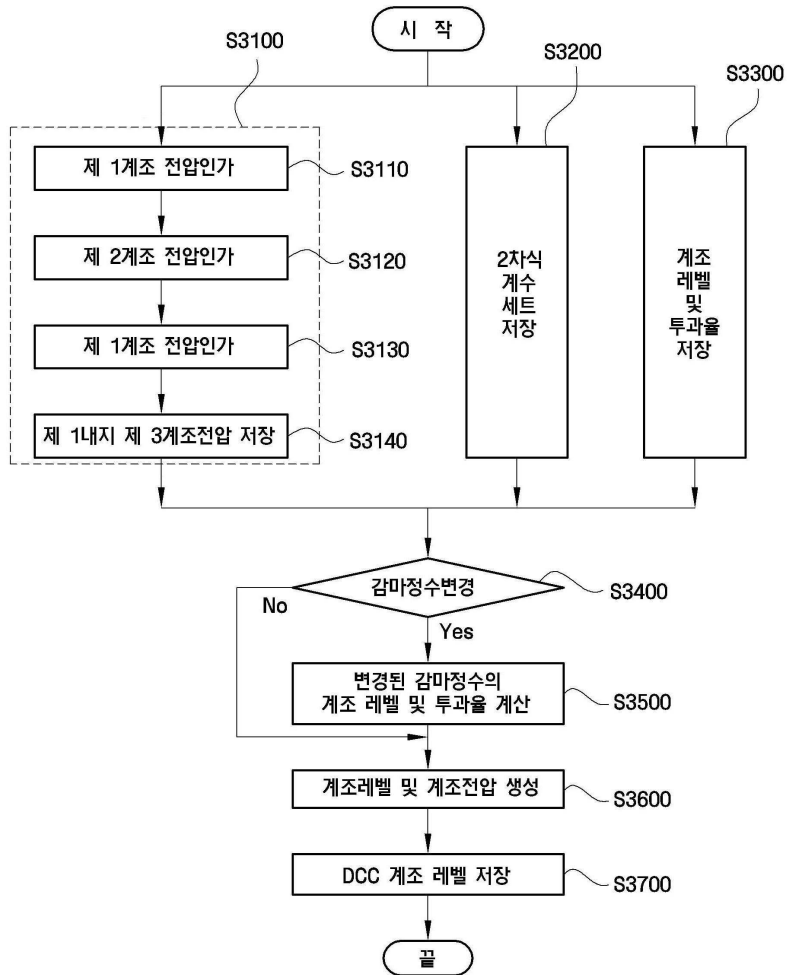 시 작
S3100
S3200
S3300
제 1계조 전압인가
S3110
제 2계조 전압인가
S3120
제 1계조 전압인가
S3130
제 1내지 제 3계조전압 저장
S3140
2차식
계수
세트
저장
계조
레벨
및
투과율
저장
감마정수변경
S3400
No
Yes
변경된 감마정수의
계조 레벨 및 투과율 계산
S3500
계조레벨 및 계조전압 생성
S3600
DCC 계조 레벨 저장
S3700
끝